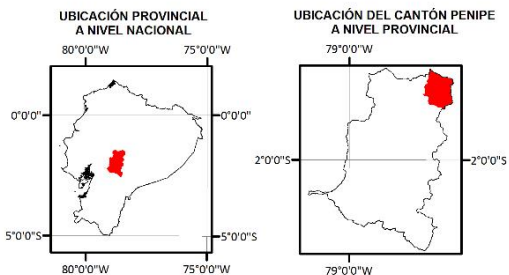 UBICACIÓN PROVINCIAL
A NIVEL NACIONAL
80°0'0"W 75°0'0"W
0°0'0" 0°0'0"
5°0'0"S 5°0'0"S
80°0'0"W 75°0'0"W
UBICACIÓN DEL CANTÓN PENIPE
A NIVEL PROVINCIAL
79°0'0"W
2°0'0"S 2°0'0"S
79°0'0"W